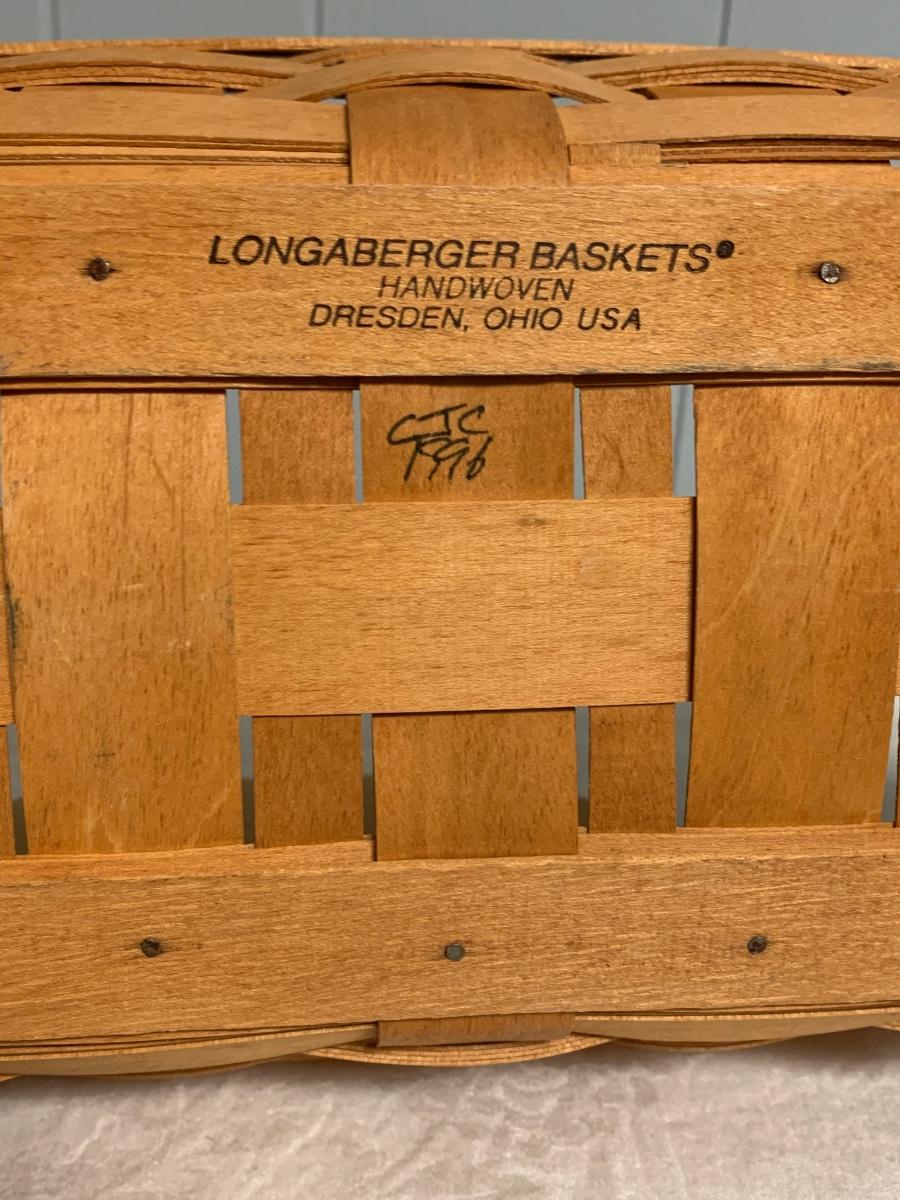 LONGABERGER BASKETS®
HANDWOVEN
DRESDEN, OHIO USA
CJC
1996